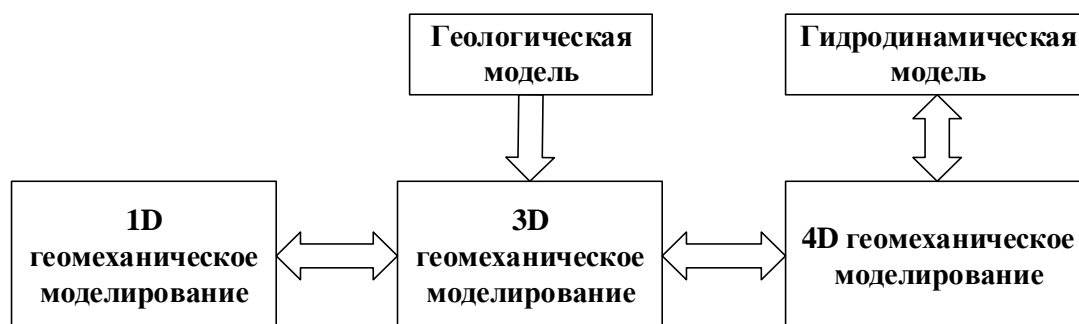 Геологическая
модель
Гидродинамическая
модель
1D
геомеханическое
моделирование
3D
геомеханическое
моделирование
4D геомеханическое
моделирование